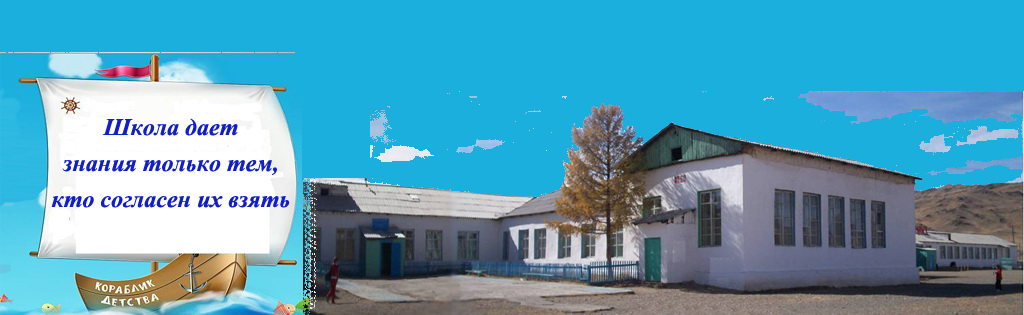 Школа дает
знания только тем,
кто согласен их взять
КОРАБЛИК
ДЕТСТВА